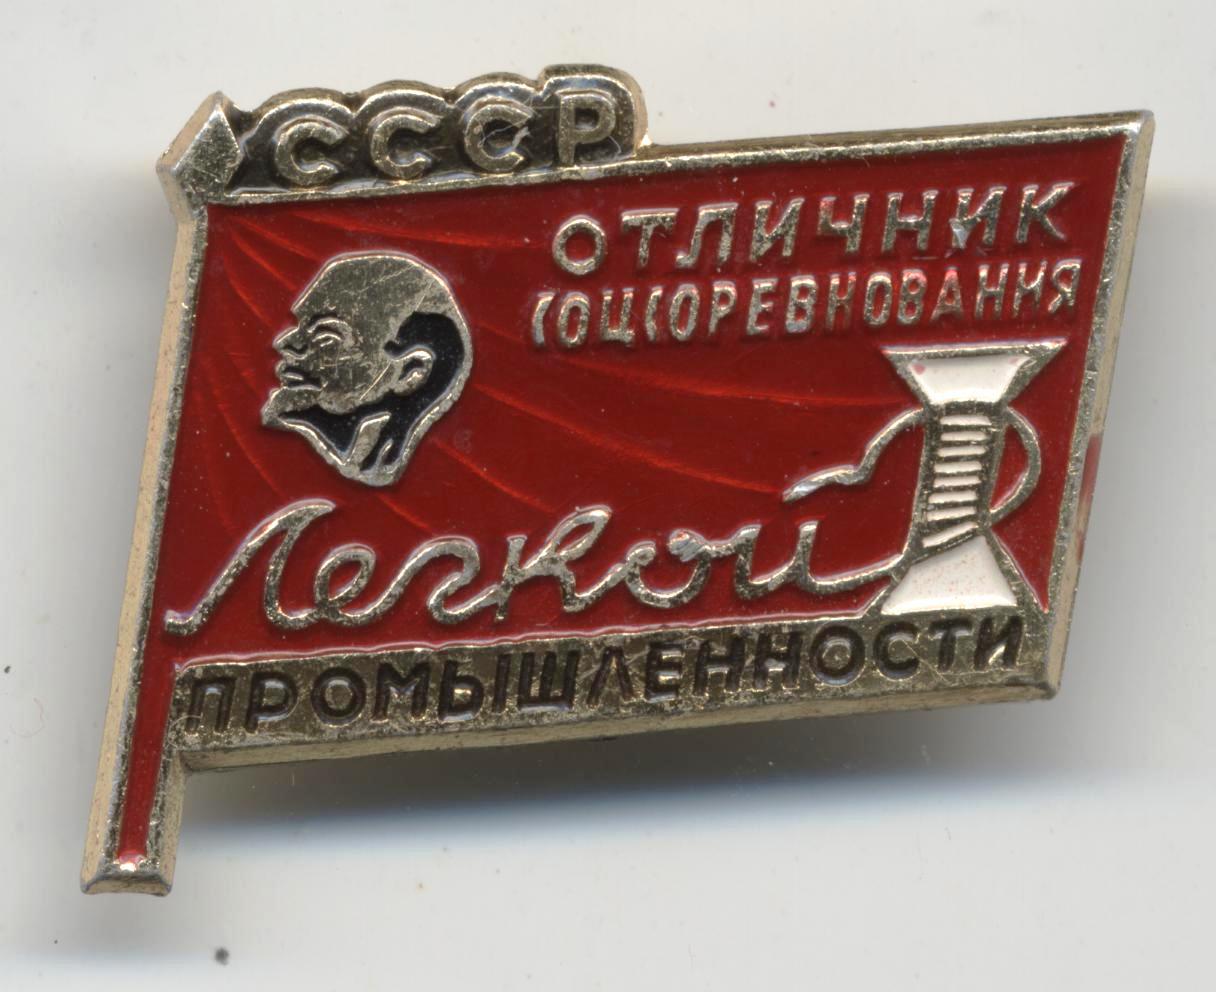 СССР
ОТЛИЧНИК
СОЦСОРЕВНОВАНИЯ
Легкой
ПРОМЫШЛЕННОСТИ